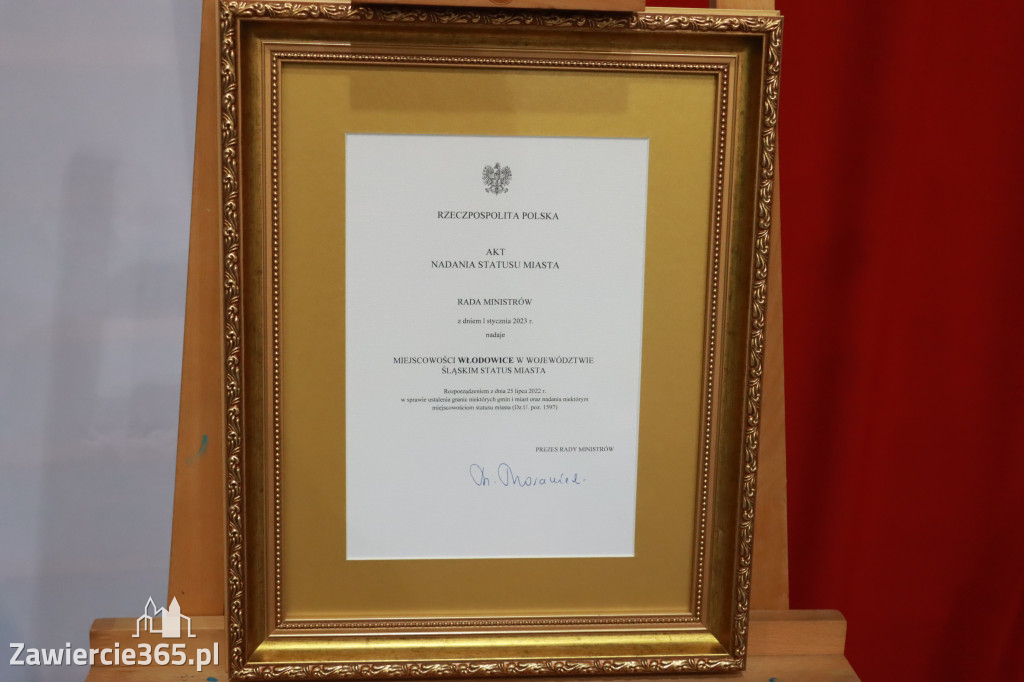 RZECZPOSPOLITA POLSKA
AKT
NADANIA STATUSU MIASTA
RADA MINISTRÓW
z dniem 1 stycznia 2023 r.
nadaje
MIEJSCOWOŚCI WŁODOWICE W WOJEWÓDZTWIE
ŚLĄSKIM STATUS MIASTA
Rozporządzeniem z dnia 25 lipca 2022 r.
w sprawie ustalenia granic niektórych gmin i miast oraz nadania niektórym
miejscowościom statusu miasta (Dz.U. poz. 1597)
PREZES RADY MINISTRÓW
M. Morawiec
Zawiercie365.pl